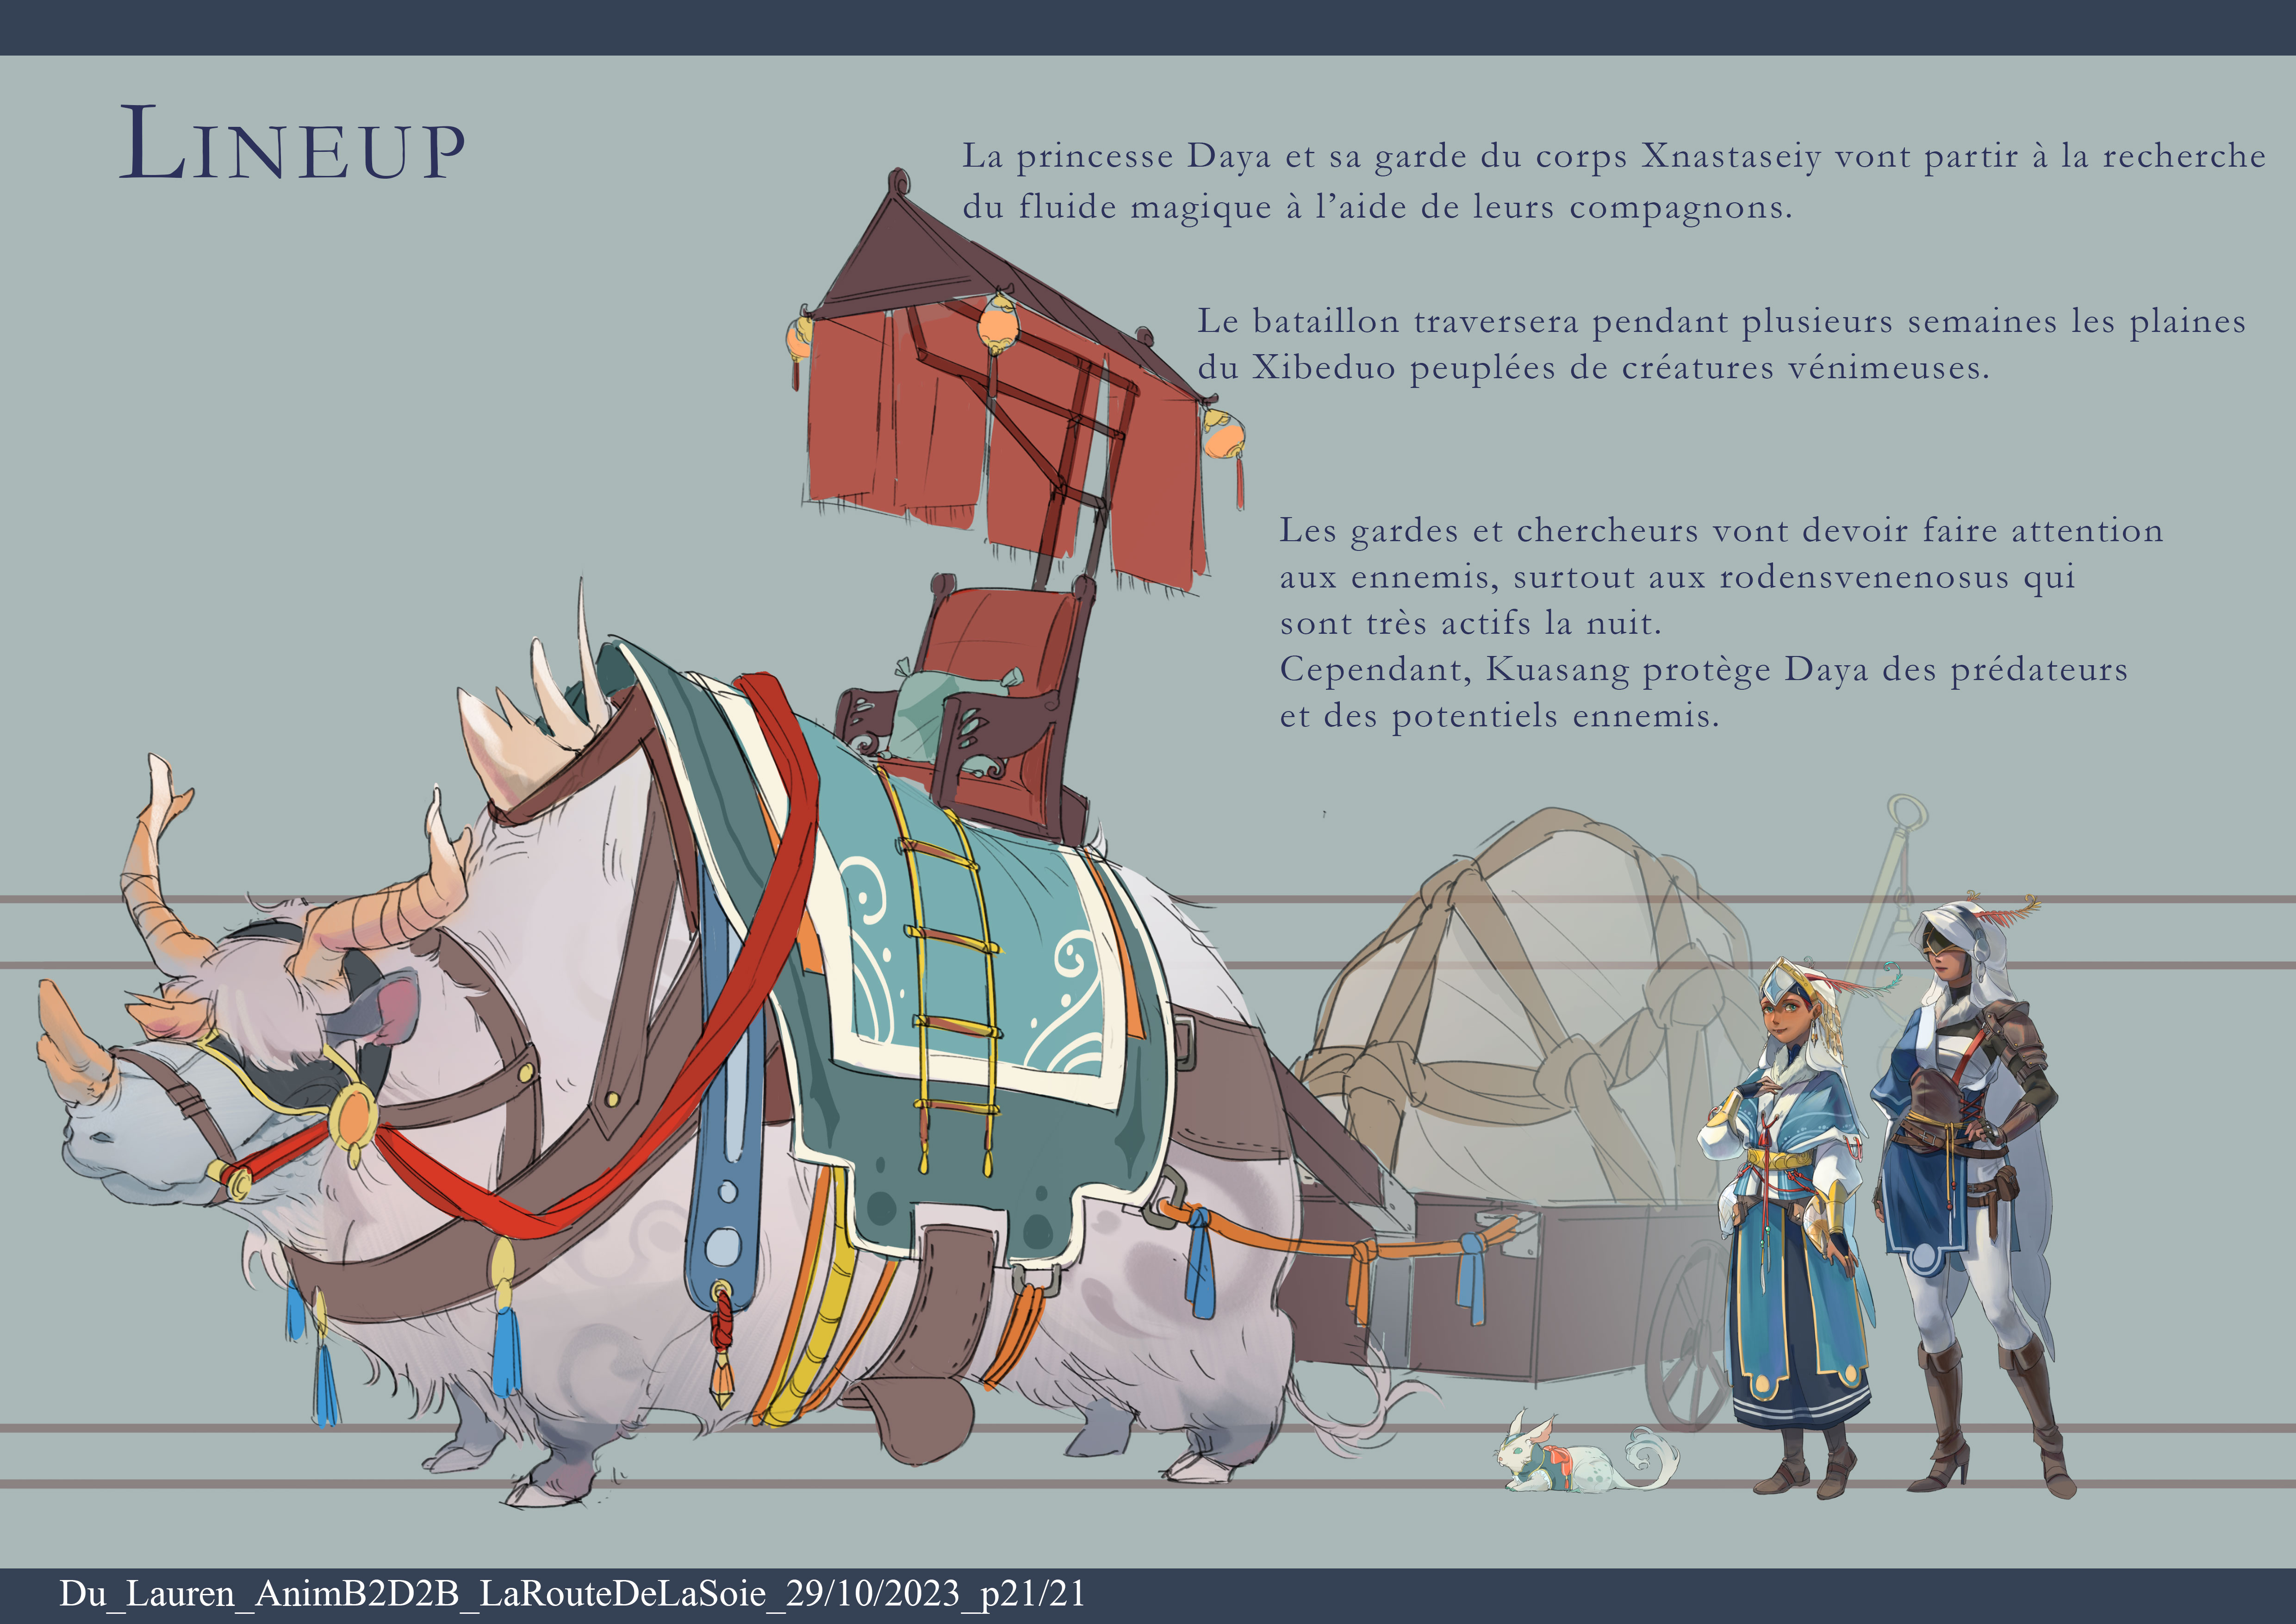 LINEUP
La princesse Daya et sa garde du corps Xnastaseiy vont partir à la recherche
du fluide magique à l’aide de leurs compagnons.
Le bataillon traversera pendant plusieurs semaines les plaines
du Xibeduo peuplées de créatures vénimeuses.
Les gardes et chercheurs vont devoir faire attention
aux ennemis, surtout aux rodensvenenosus qui
sont très actifs la nuit.
Cependant, Kuasang protège Daya des prédateurs
et des potentiels ennemis.
Du_Lauren_AnimB2D2B_LaRouteDeLaSoie_29/10/2023_p21/21